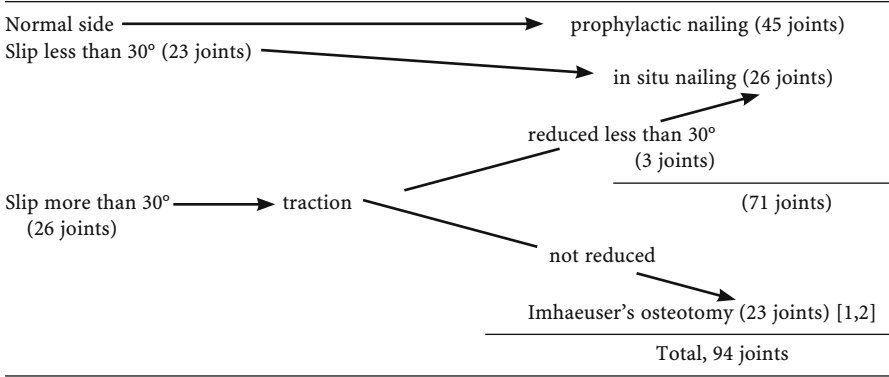 Normal side prophylactic nailing (45 joints)
Slip less than 30° (23 joints)
in situ nailing (26 joints)
reduced less than 30°
(3 joints)
Slip more than 30° traction (71 joints)
(26 joints)
not reduced
Imhaeuser's osteotomy (23 joints) [1,2]
Total, 94 joints